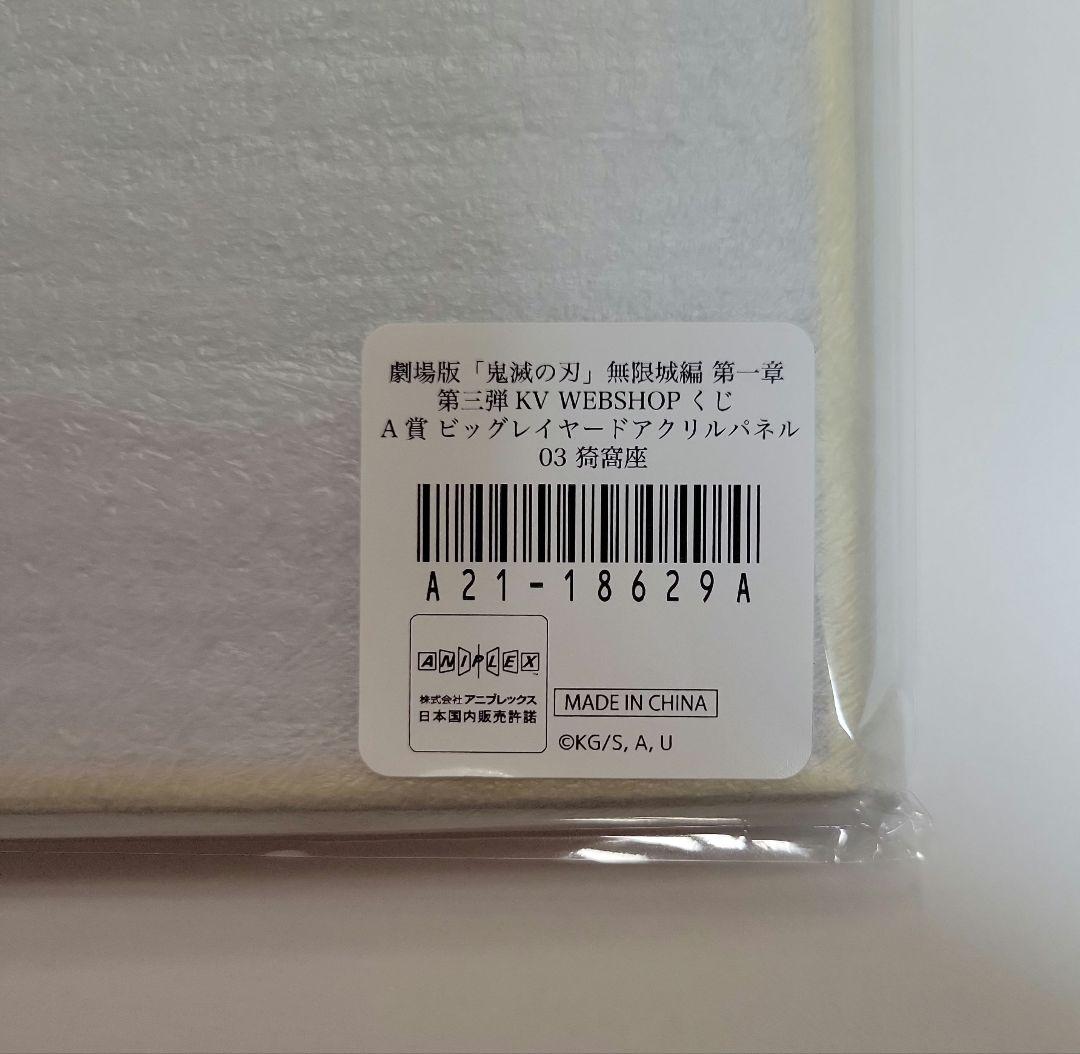 劇場版「鬼滅の刃」無限城編 第一章
第三弾 KV WEBSHOP くじ
A 賞 ビッグレイヤードアクリルパネル
03 猗窩座
A21-18629A
ANIPLEX
株式会社アニプレックス
日本国内販売許諾
MADE IN CHINA
©KG/S, A, U